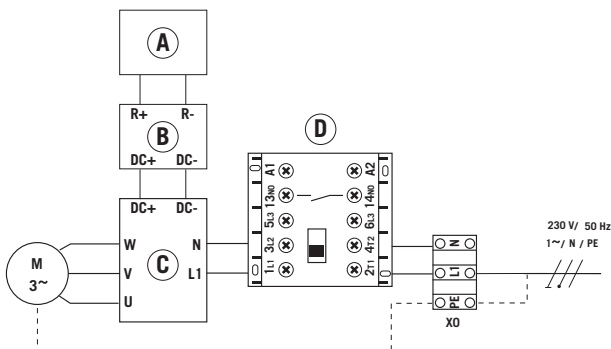 A
R+ R-
B
DC+ DC-
DC+ DC-
W N
C
V L1
U
M
3~
D
A1 A2
13NO 14NO
5L3 6L3
3L2 4T2
1L1 2T1
N
L1
PE
X0
230 V/ 50 Hz
1~/ N / PE